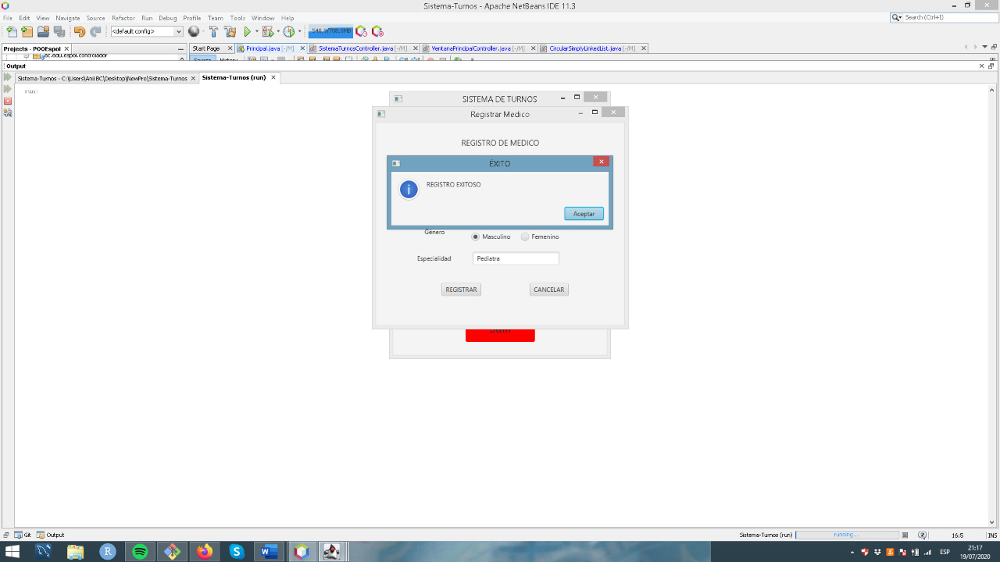 Sistema-Turnos - Apache NetBeans IDE 11.3
File Edit View Navigate Source Refactor Run Debug Profile Team Tools Window Help
Search (Ctrl+I)
<default config>
548,9/708,0MB
Projects - POOEspol
Start Page Principal.java [-/M] SistemaTurnosController.java [-/M] VentanaPrincipalController.java [-/M] CircularSimplyLinkedList.java [-/M]
ec.edu.espol.controlador
Source History
Output
Sistema-Turnos - C:\Users\Anil BC\Desktop\NewPro\Sistema-Turnos
Sistema-Turnos (run)
run:
SISTEMA DE TURNOS
Registrar Medico
REGISTRO DE MEDICO
ÉXITO
REGISTRO EXITOSO
Aceptar
Género
Masculino Femenino
Especialidad Pediatra
REGISTRAR CANCELAR
Git Output
Sistema-Turnos (run) running... 16:5 INS
ESP
21:17
19/07/2020